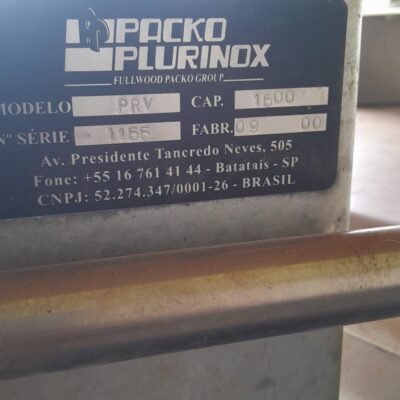 PACKO
PLURINOX
FULLWOOD PACKO GROUP
MODELO PRV CAP. 1600
Nº SÉRIE 1155 FABR. 09 00
Av. Presidente Tancredo Neves, 505
Fone: +55 16 761 41 44 - Batatais - SP
CNPJ: 52.274.347/0001-26 - BRASIL